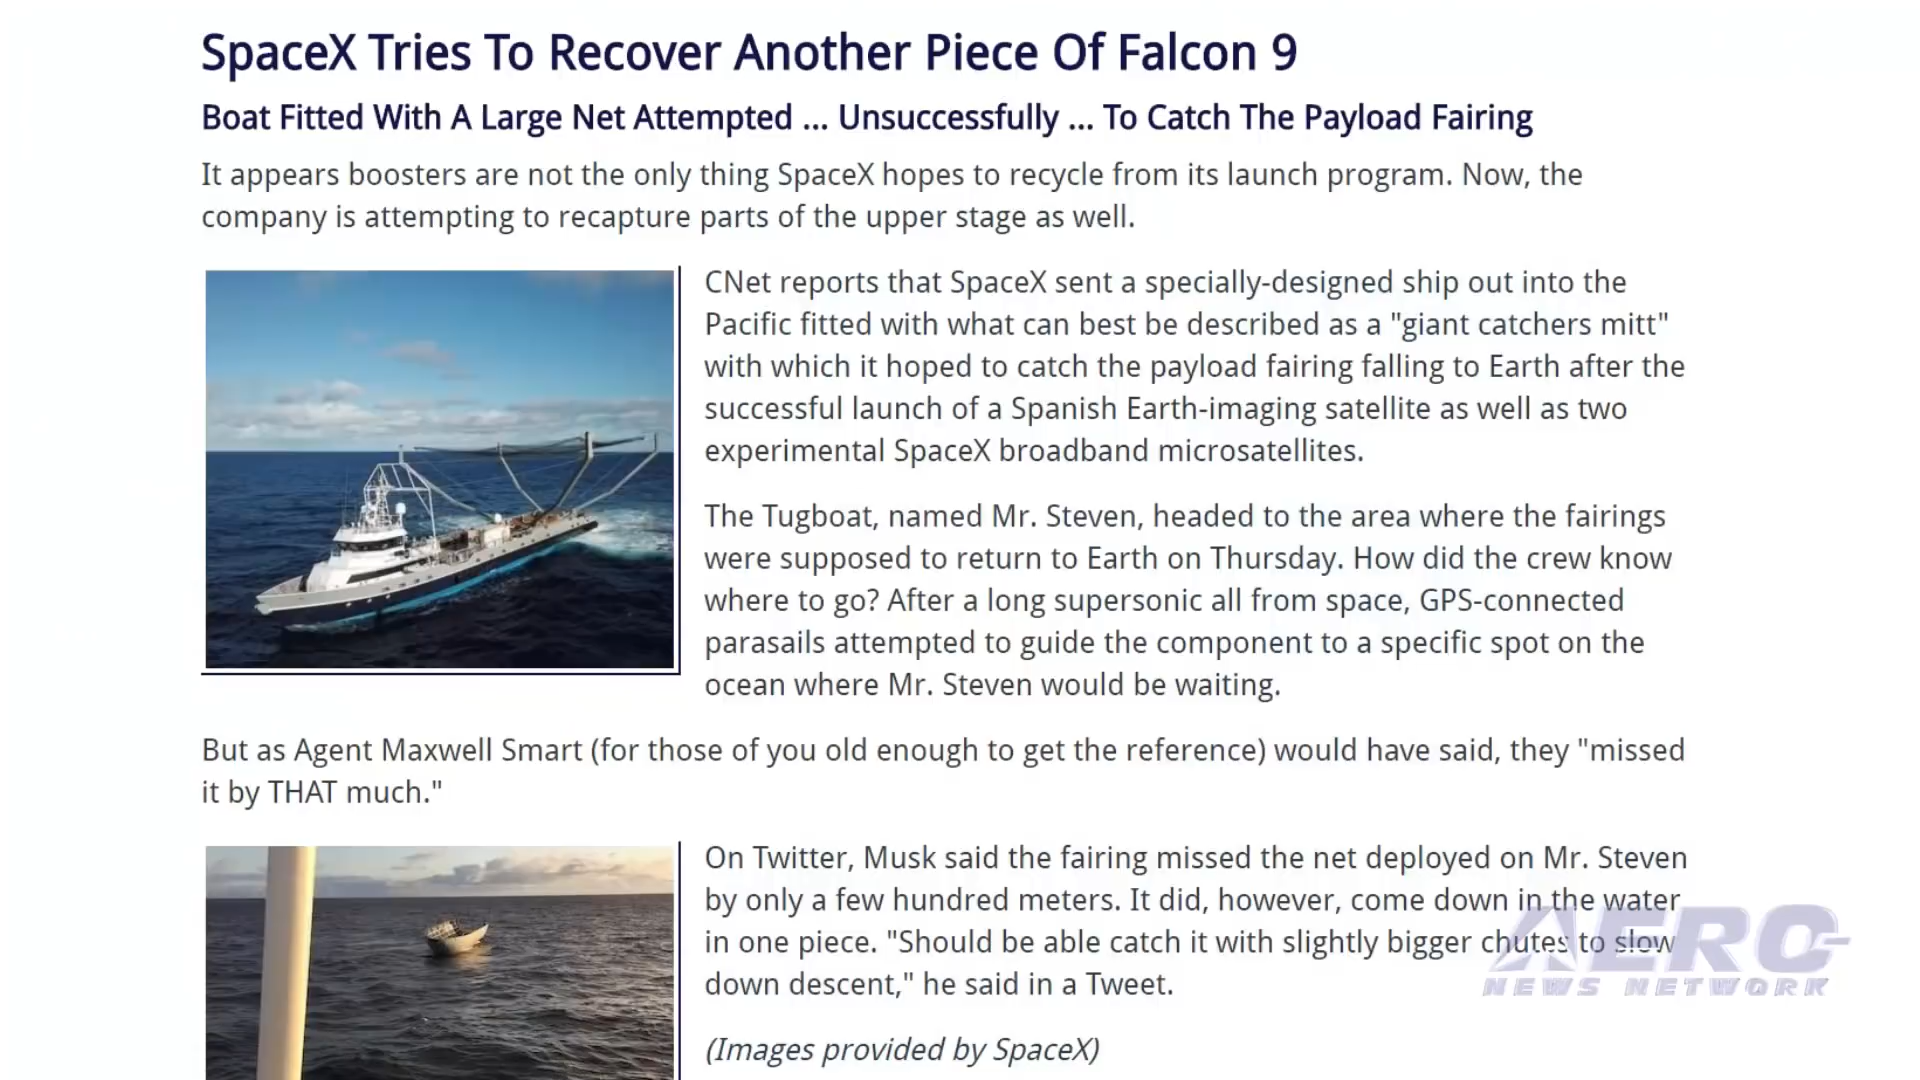 SpaceX Tries To Recover Another Piece Of Falcon 9
Boat Fitted With A Large Net Attempted ... Unsuccessfully ... To Catch The Payload Fairing
It appears boosters are not the only thing SpaceX hopes to recycle from its launch program. Now, the
company is attempting to recapture parts of the upper stage as well.
CNet reports that SpaceX sent a specially-designed ship out into the
Pacific fitted with what can best be described as a "giant catchers mitt"
with which it hoped to catch the payload fairing falling to Earth after the
successful launch of a Spanish Earth-imaging satellite as well as two
experimental SpaceX broadband microsatellites.
The Tugboat, named Mr. Steven, headed to the area where the fairings
were supposed to return to Earth on Thursday. How did the crew know
where to go? After a long supersonic all from space, GPS-connected
parasails attempted to guide the component to a specific spot on the
ocean where Mr. Steven would be waiting.
But as Agent Maxwell Smart (for those of you old enough to get the reference) would have said, they "missed
it by THAT much."
On Twitter, Musk said the fairing missed the net deployed on Mr. Steven
by only a few hundred meters. It did, however, come down in the water
in one piece. "Should be able catch it with slightly bigger chutes to slow
down descent," he said in a Tweet.
(Images provided by SpaceX)
AERO
NEWS NETWORK